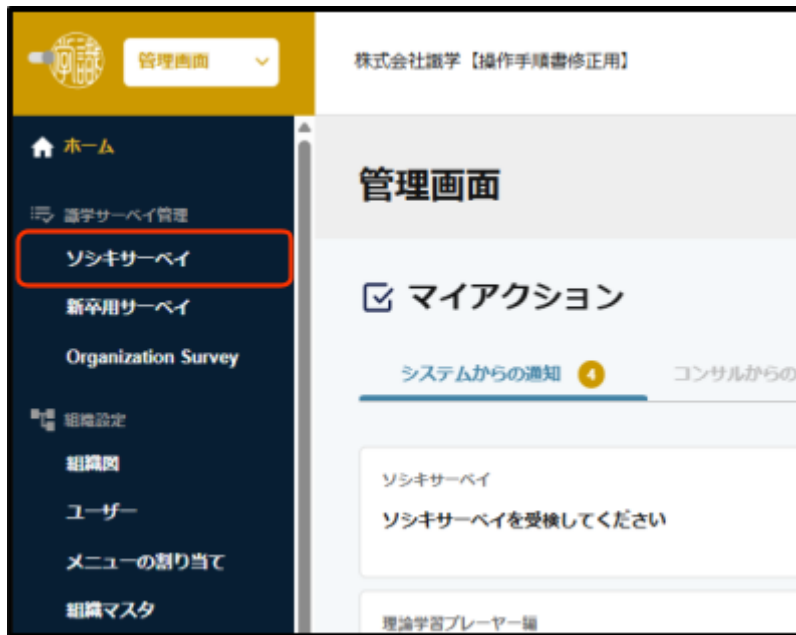 識学
管理画面
株式会社識学【操作手順書修正用】
ホーム
識学サーベイ管理
ソシキサーベイ
新卒用サーベイ
Organization Survey
組織設定
組織図
ユーザー
メニューの割り当て
組織マスタ
管理画面
マイアクション
システムからの通知 4
コンサルからの
ソシキサーベイ
ソシキサーベイを受検してください
理論学習プレーヤー編